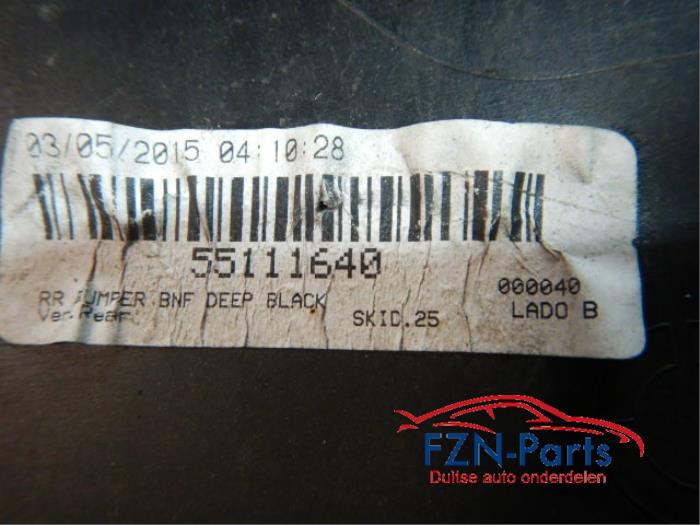 03/05/2015 04:10:28
55111640
RR BUMPER BNF DEEP BLACK
Ver.Rear:
SKID.25
000040
LADO B
FZN-Parts
Duitse auto onderdelen